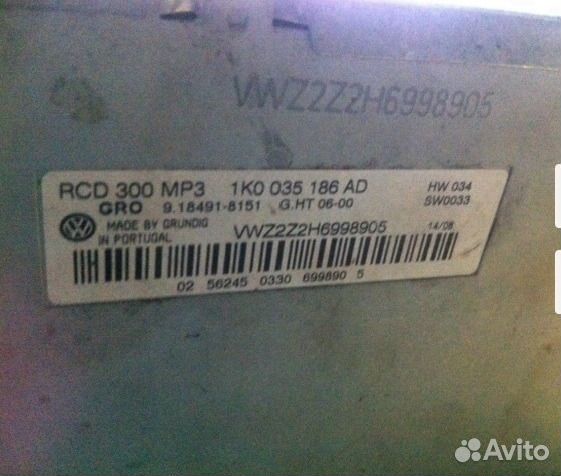 VWZ2Z2H6998905
RCD 300 MP3 1K0 035 186 AD HW 034
GRO 9.18491-8151 G.HT 06-00 SW0033
MADE BY GRUNDIG
IN PORTUGAL
VWZ2Z2H6998905 14/08
02 56245 0330 699890 5
Avito